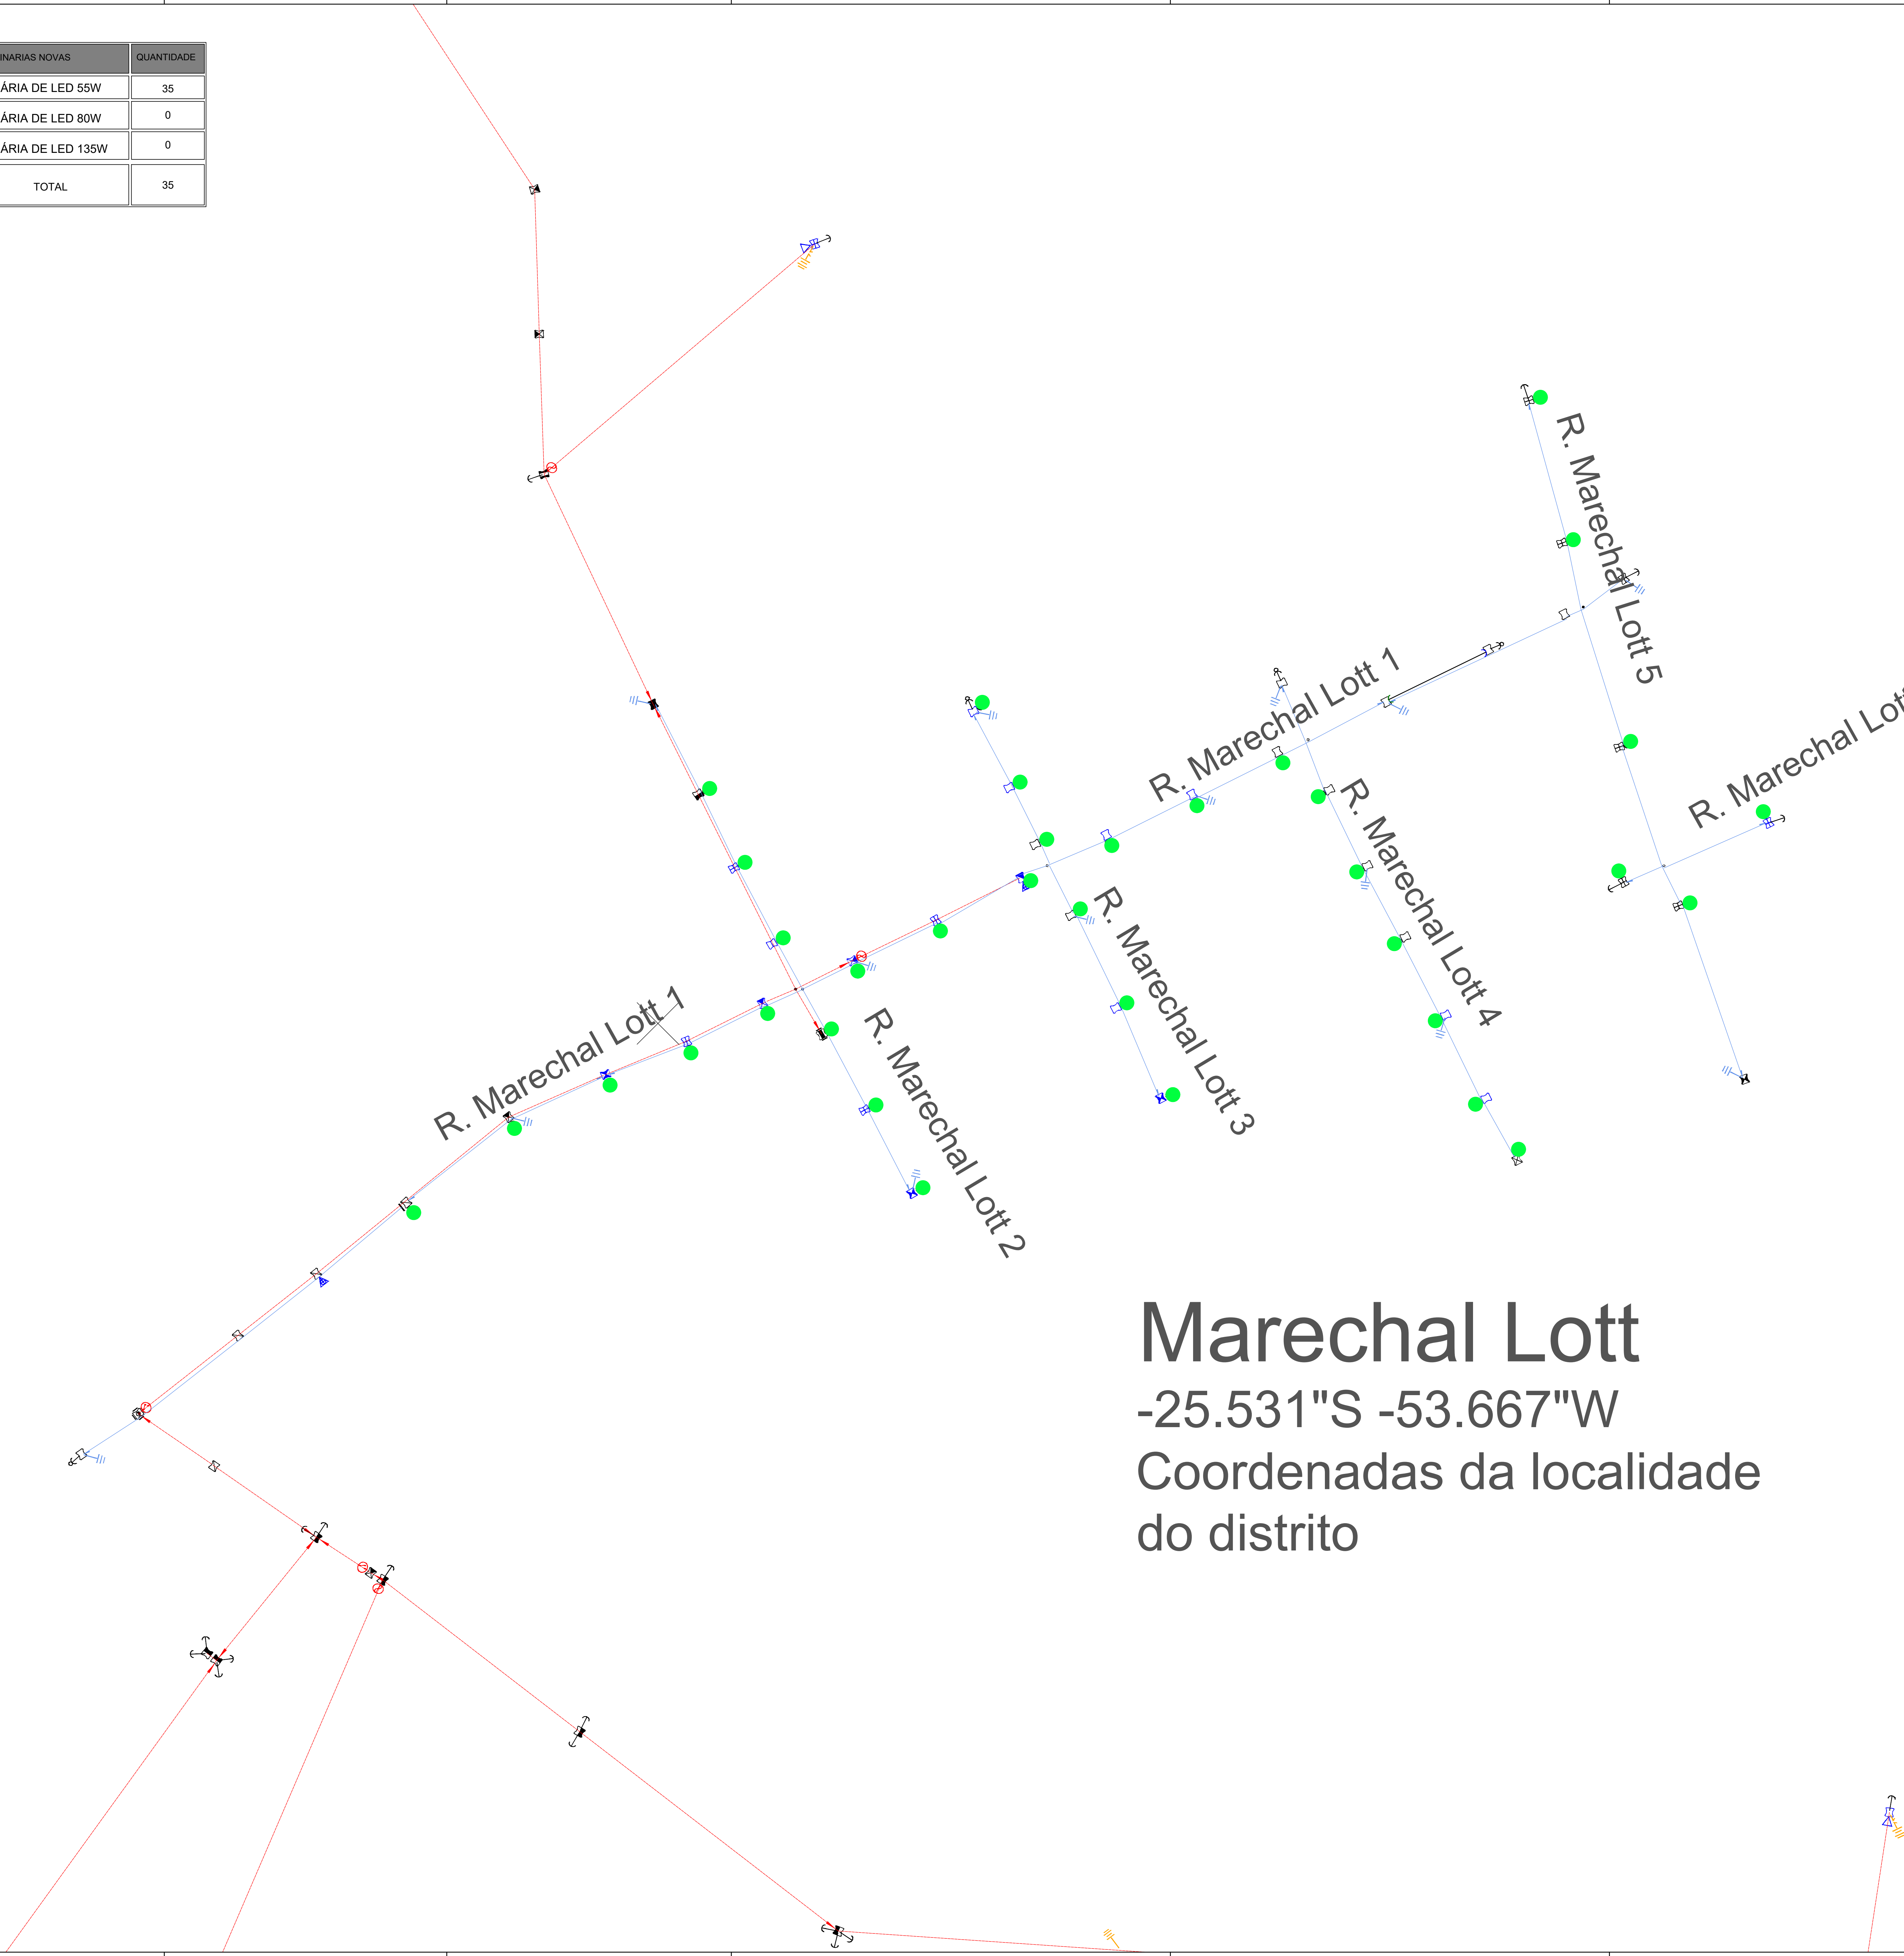 INARIAS NOVAS QUANTIDADE
ÁRIA DE LED 55W 35
ÁRIA DE LED 80W 0
ÁRIA DE LED 135W 0
TOTAL 35
R. Marechal Lott 5
R. Marechal Lott 1
R. Marechal Lott
R. Marechal Lott 4
R. Marechal Lott 3
R. Marechal Lott 1
R. Marechal Lott 2
Marechal Lott
-25.531"S -53.667"W
Coordenadas da localidade
do distrito